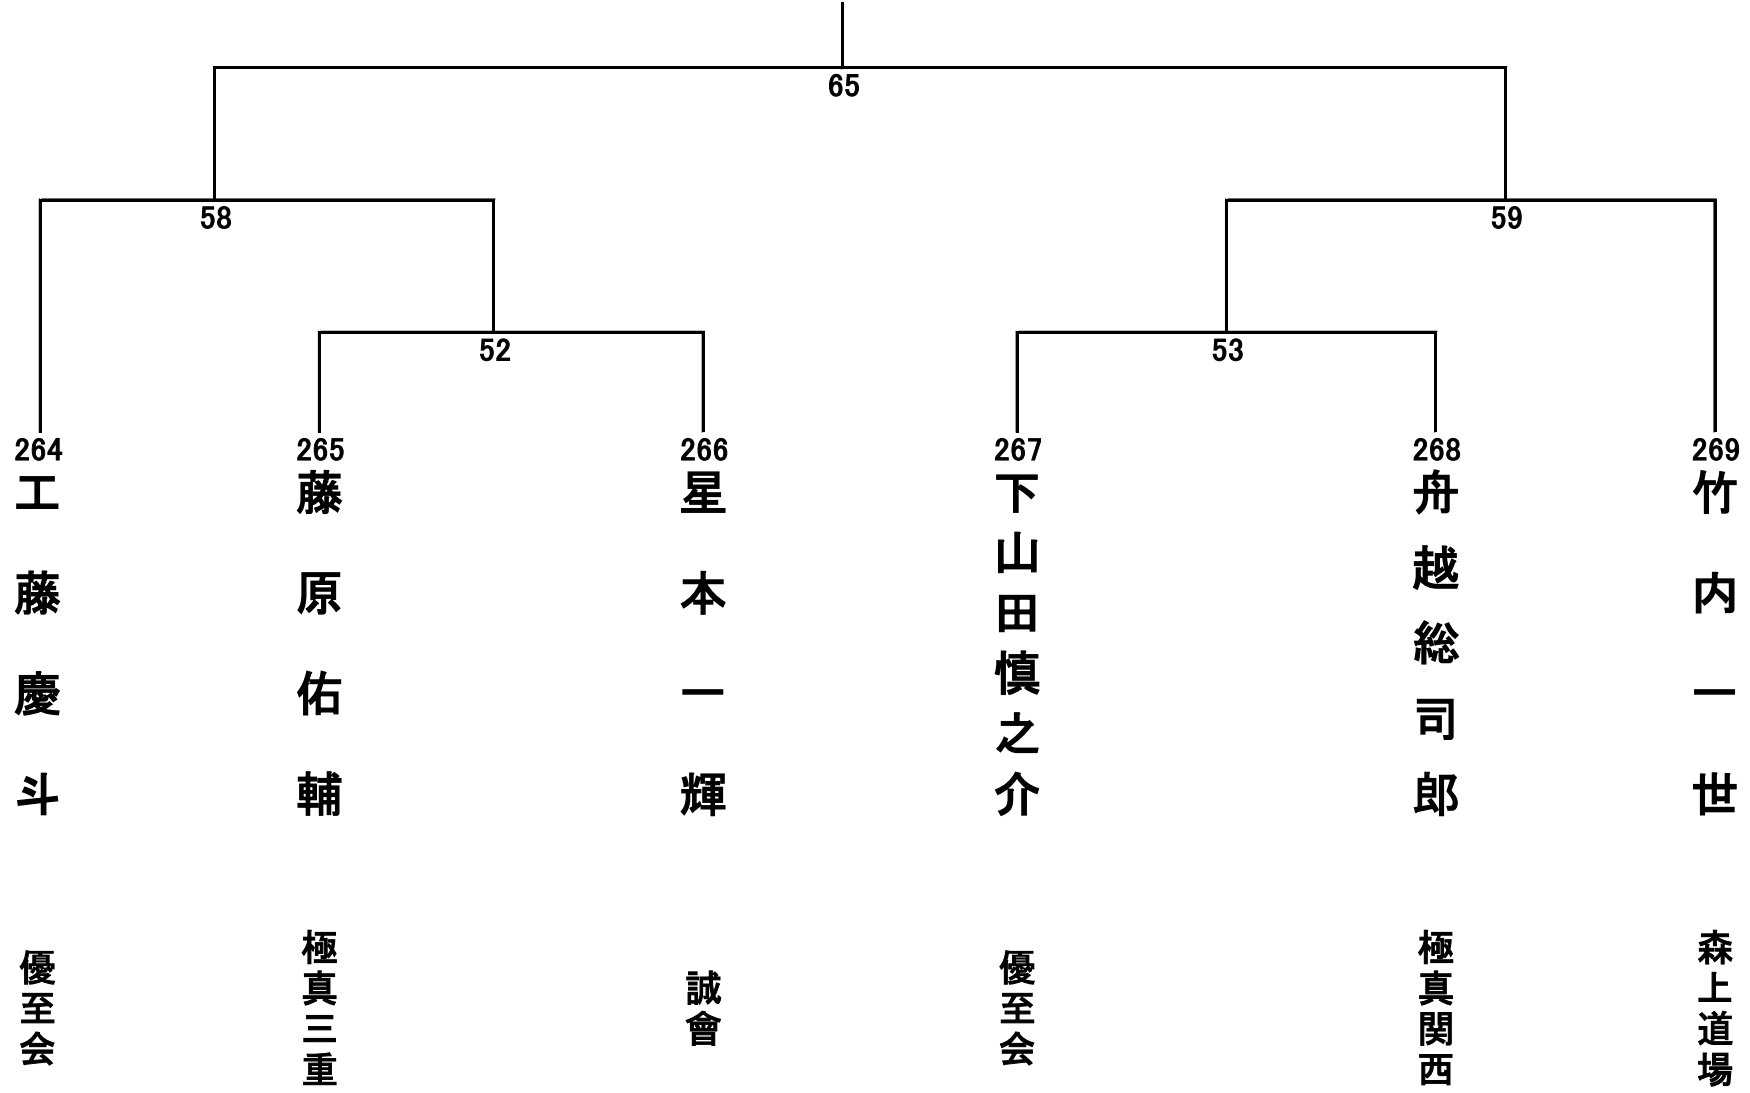 65
58
59
52
53
264
265
266
267
268
269
工藤慶斗
藤原佑輔
星本一輝
下山田慎之介
舟越総司郎
竹内一世
優至会
極真三重
誠會
優至会
極真関西
森上道場